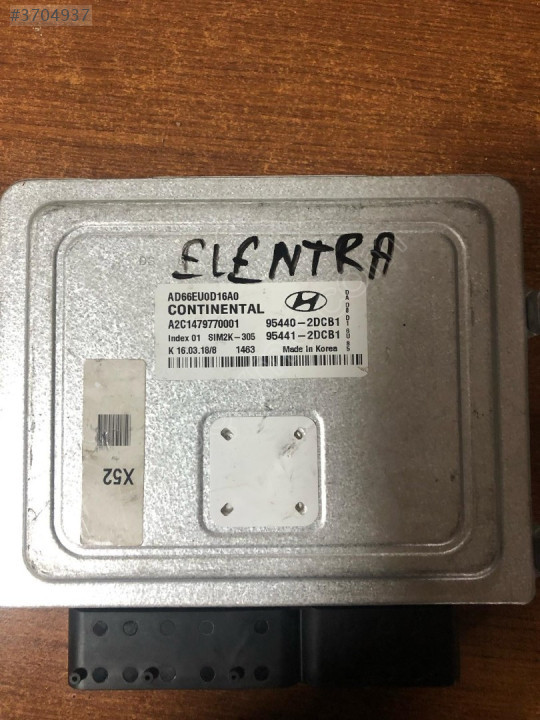 #3704937
ELENTRA
AD66EU0D16A0
CONTINENTAL
A2C1479770001 95440-2DCB1
Index 01 SIM2K-305 95441-2DCB1
K 16.03.18/8 1463 Made in Korea
X52